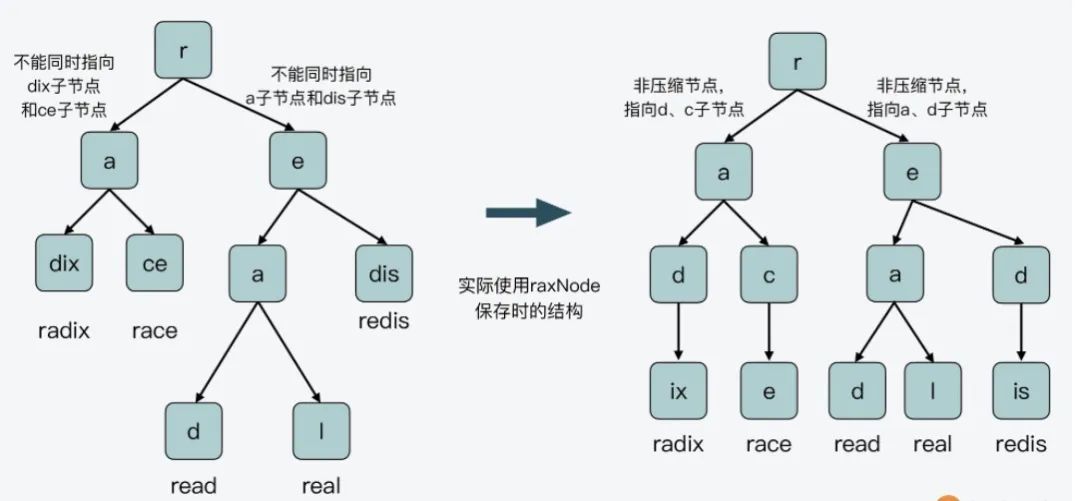 r
不能同时指向
dix子节点
和ce子节点
不能同时指向
a子节点和dis子节点
a
e
dix
ce
a
dis
radix
race
redis
d
l
read
real
实际使用raxNode
保存时的结构
r
非压缩节点，
指向d、c子节点
非压缩节点，
指向a、d子节点
a
e
d
c
a
d
ix
e
d
l
is
radix
race
read
real
redis